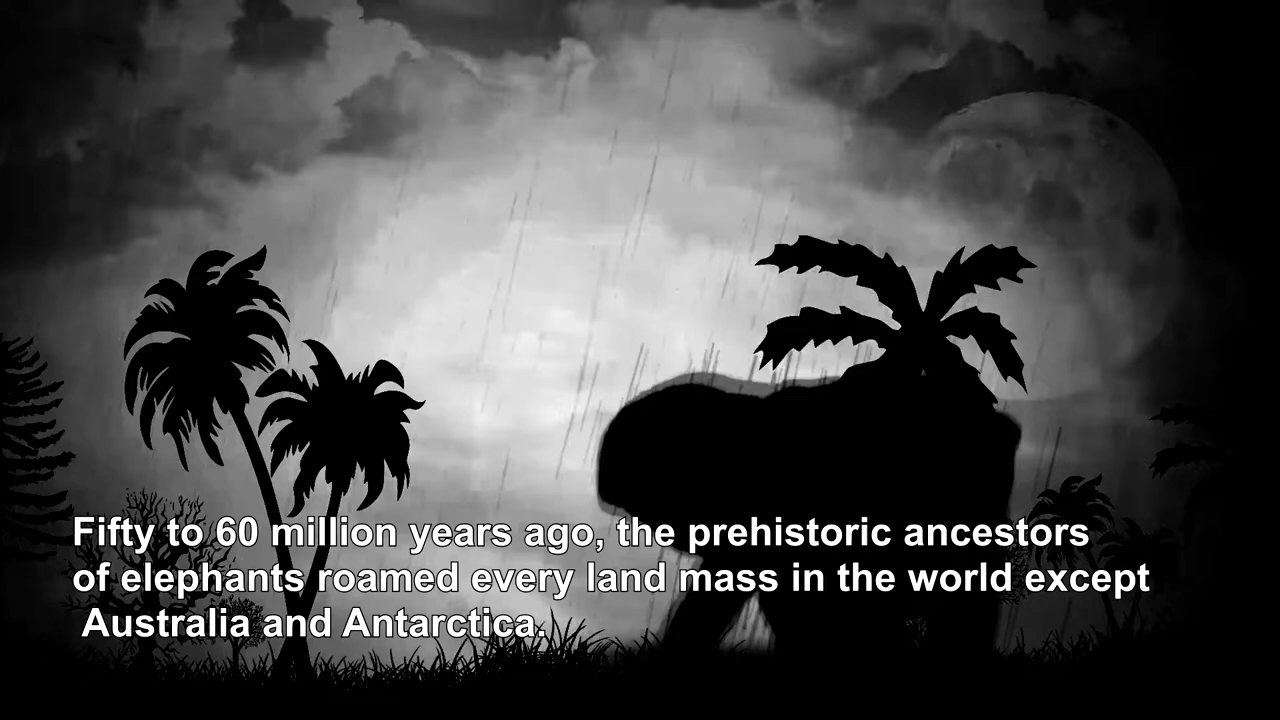 Fifty to 60 million years ago, the prehistoric ancestors
of elephants roamed every land mass in the world except
Australia and Antarctica.